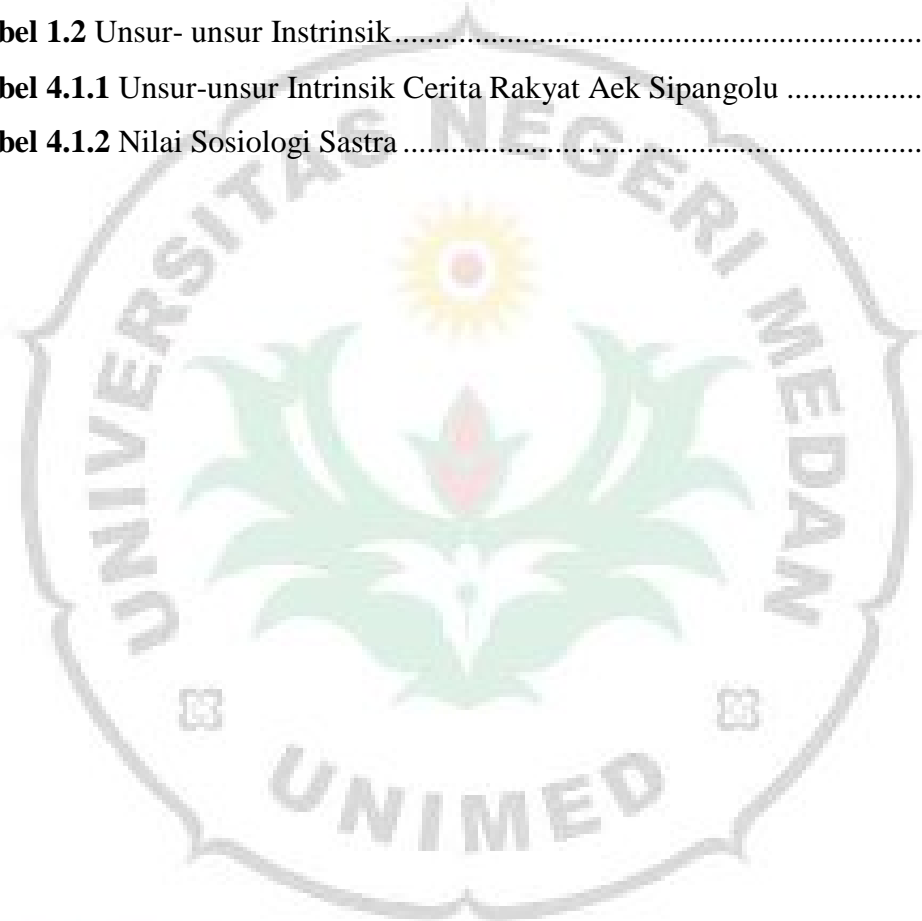 bel 1.2 Unsur- unsur Instrinsik........................................................................
bel 4.1.1 Unsur-unsur Intrinsik Cerita Rakyat Aek Sipangolu ..................
bel 4.1.2 Nilai Sosiologi Sastra.......................................................................
UNIVERSITAS NEGERI MEDAN
UNIMED